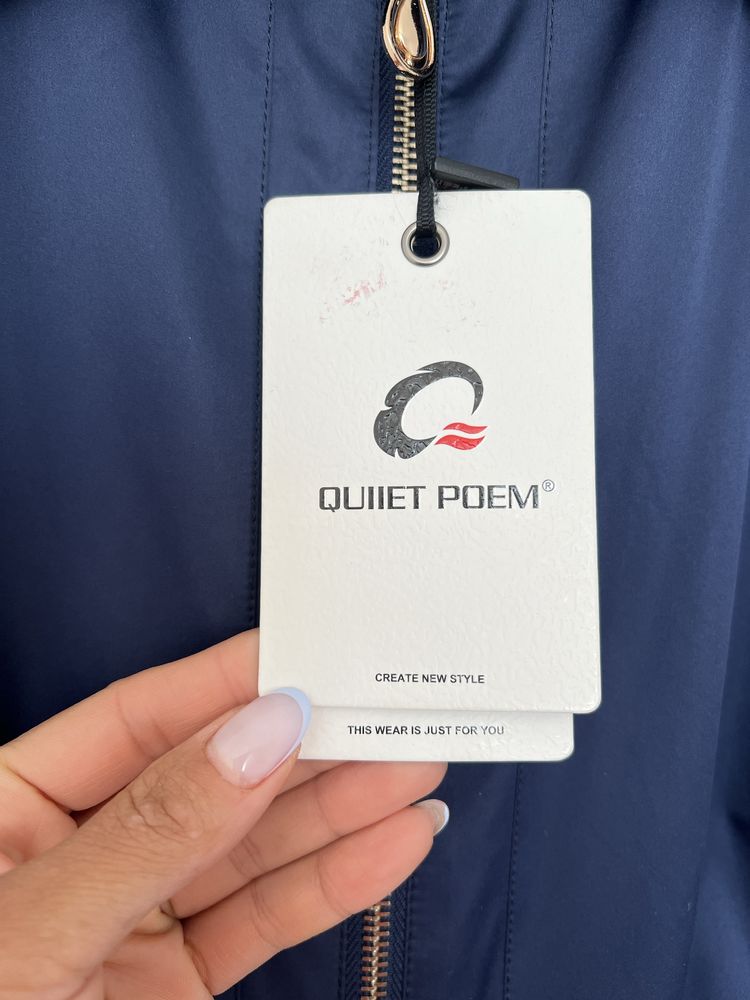 QUIIET POEM®
CREATE NEW STYLE
THIS WEAR IS JUST FOR YOU